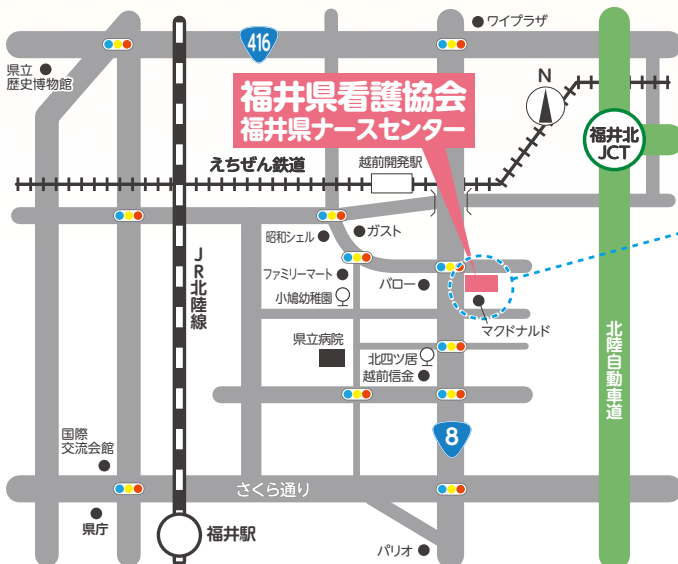 ワイプラザ
416
県立
歴史博物館
N
福井県看護協会
福井県ナースセンター
福井北
JCT
えちぜん鉄道
越前開発駅
昭和シェル
ガスト
JR北陸線
ファミリーマート
バロー
小鳩幼稚園
マクドナルド
県立病院
北四ツ居
越前信金
北陸自動車道
8
国際
交流会館
さくら通り
県庁
福井駅
パリオ